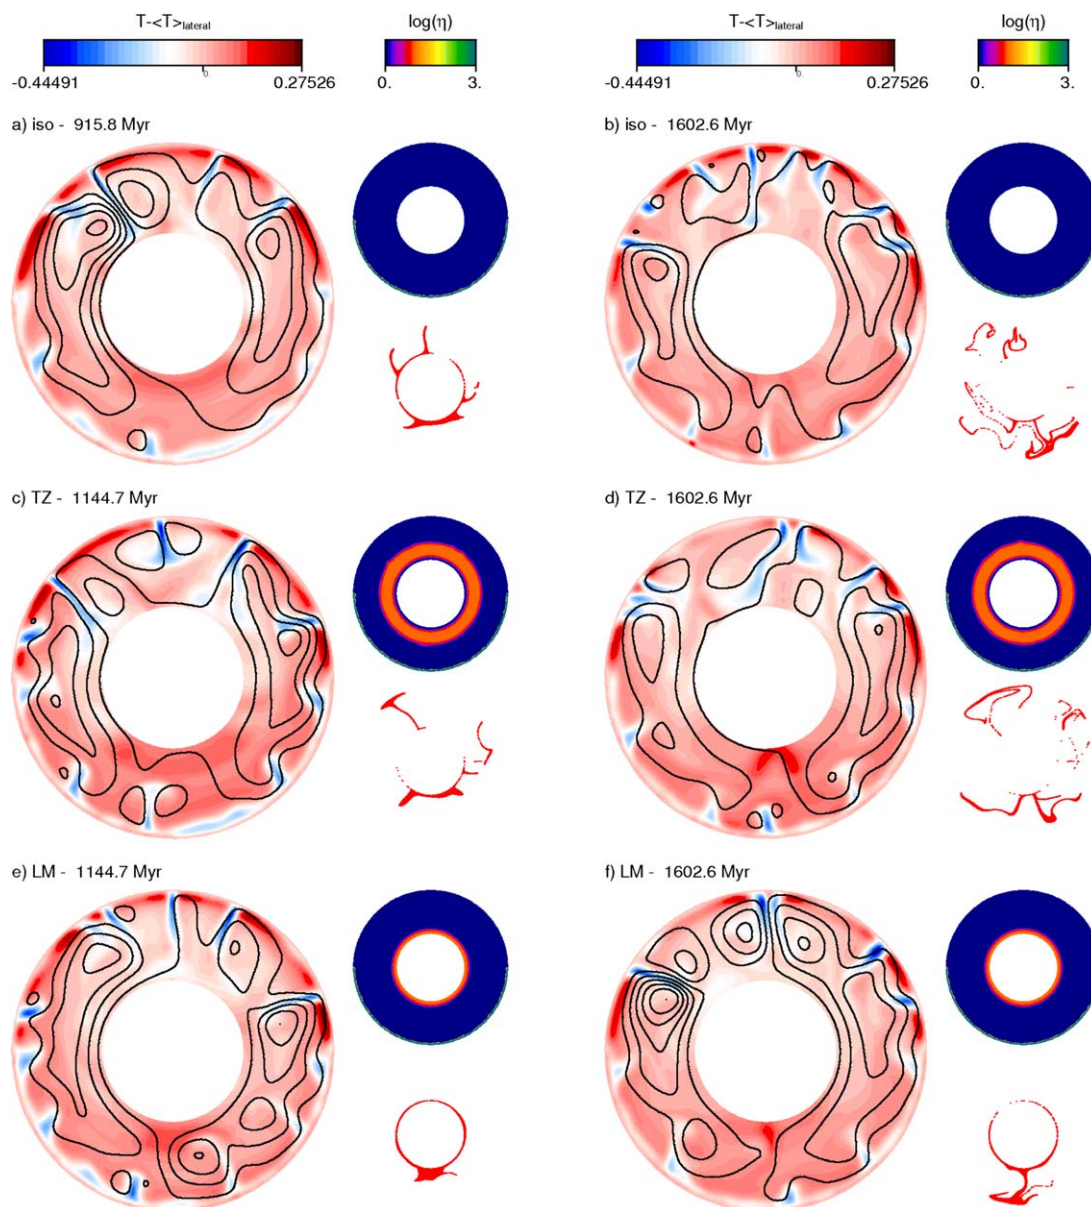 T-<T>lateral
log(η)
T-<T>lateral
log(η)
0.
0.
-0.44491
0.27526
0.
3.
-0.44491
0.27526
0.
3.
a) iso - 915.8 Myr
b) iso - 1602.6 Myr
c) TZ - 1144.7 Myr
d) TZ - 1602.6 Myr
e) LM - 1144.7 Myr
f) LM - 1602.6 Myr